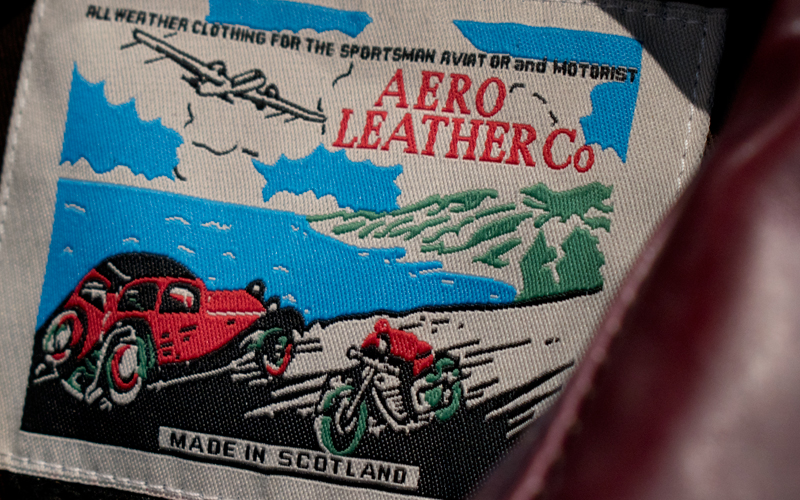 ALL WEATHER CLOTHING FOR THE SPORTSMAN AVIATOR and MOTORIST
AERO
LEATHER Co
MADE IN SCOTLAND